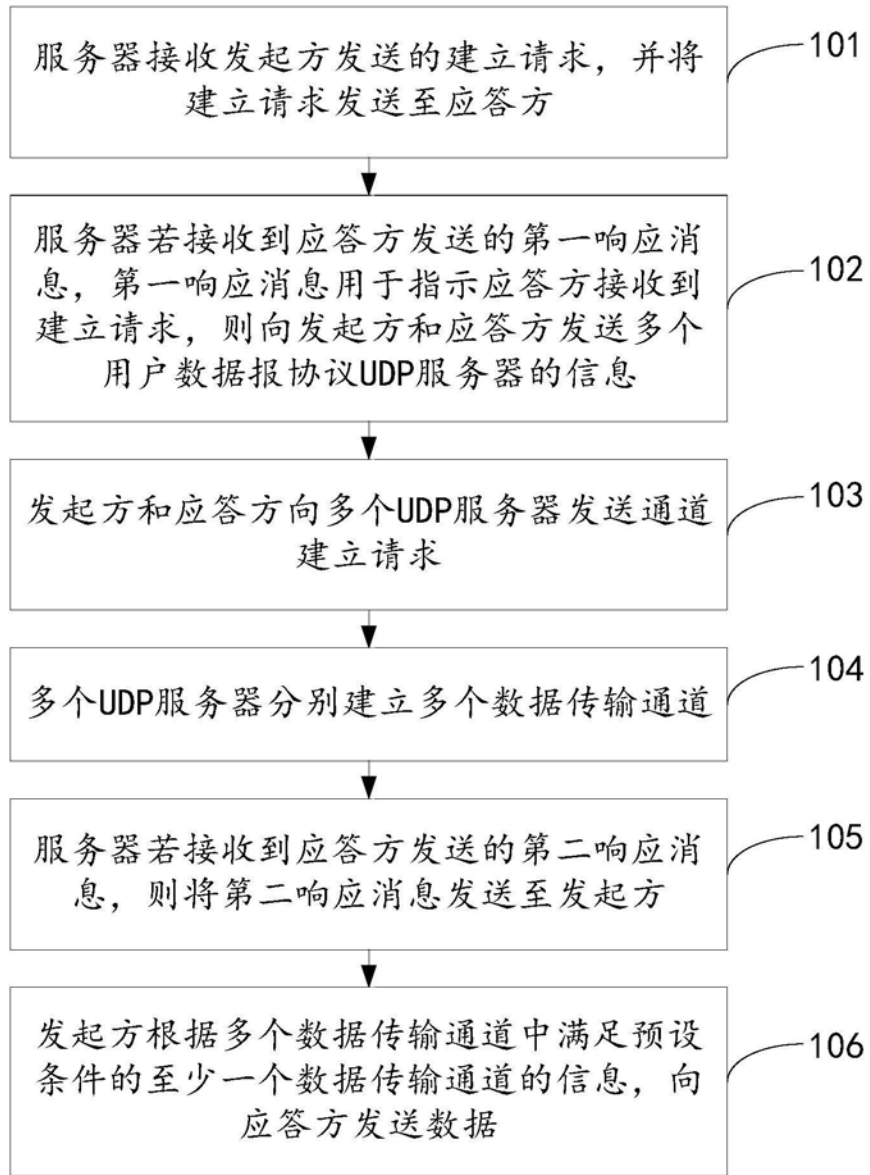 服务器接收发起方发送的建立请求，并将
建立请求发送至应答方
101
服务器若接收到应答方发送的第一响应消
息，第一响应消息用于指示应答方接收到
建立请求，则向发起方和应答方发送多个
用户数据报协议UDP服务器的信息
102
发起方和应答方向多个UDP服务器发送通道
建立请求
103
多个UDP服务器分别建立多个数据传输通道
104
服务器若接收到应答方发送的第二响应消
息，则将第二响应消息发送至发起方
105
发起方根据多个数据传输通道中满足预设
条件的至少一个数据传输通道的信息，向
应答方发送数据
106